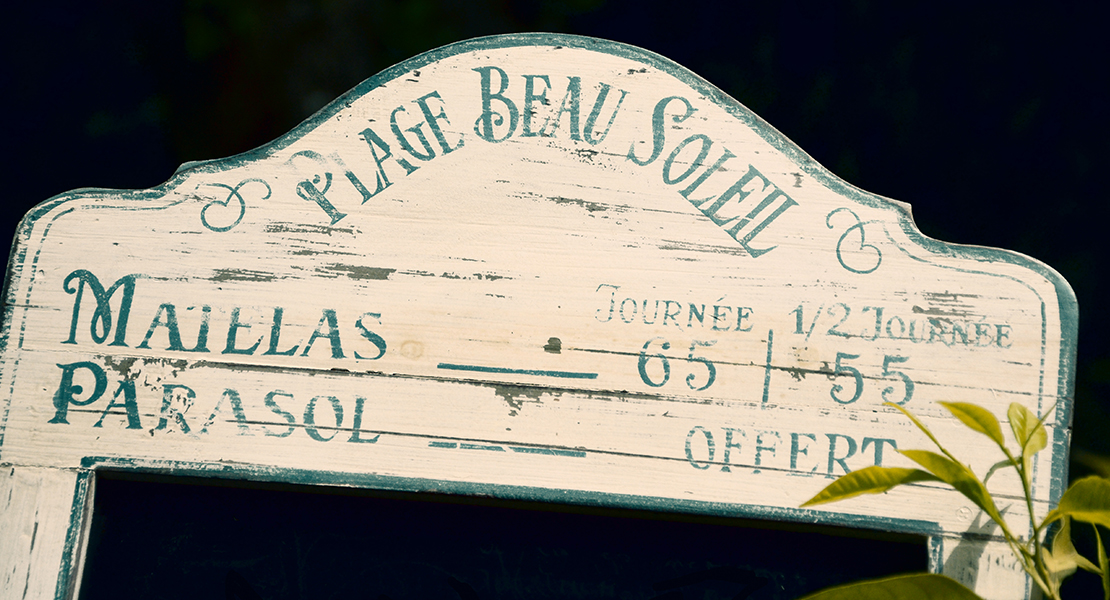 PLAGE BEAU SOLEIL
JOURNÉE 1/2 JOURNÉE
MATELAS 65 55
PARASOL OFFERT